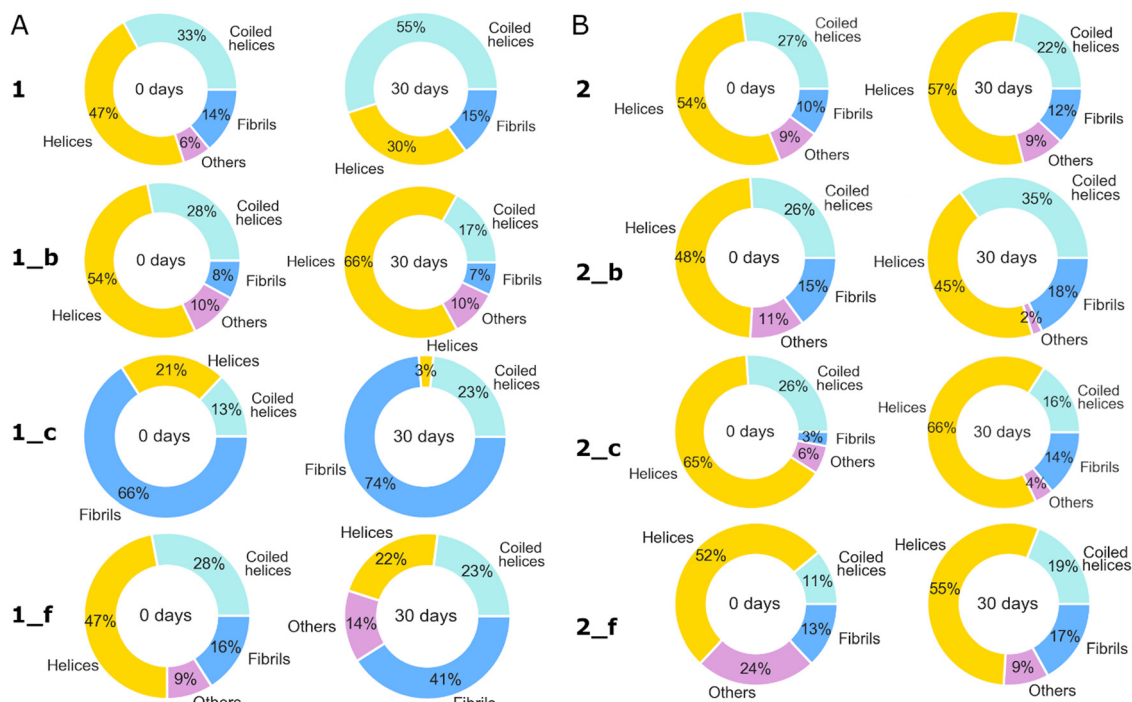 A
B
1
33%
Coiled
helices
0 days
47%
14%
Fibrils
Helices
6%
Others
55%
Coiled
helices
30 days
15%
Fibrils
30%
Helices
2
27%
Coiled
helices
0 days
Helices
54%
10%
Fibrils
9%
Others
22%
Coiled
helices
30 days
Helices
57%
12%
Fibrils
9%
Others
1_b
28%
Coiled
helices
0 days
54%
8%
Fibrils
Helices
10%
Others
17%
Coiled
helices
30 days
Helices
66%
7%
Fibrils
10%
Others
2_b
26%
Coiled
helices
Helices
48%
0 days
15%
Fibrils
11%
Others
35%
Coiled
helices
Helices
30 days
45%
18%
Fibrils
2%
Others
1_c
21%
Helices
13%
Coiled
helices
0 days
66%
Fibrils
Helices
3%
Coiled
helices
23%
30 days
Fibrils
74%
2_c
26%
Coiled
helices
0 days
3%
Fibrils
65%
6%
Others
Helices
16%
Coiled
helices
Helices
66%
30 days
14%
Fibrils
4%
Others
1_f
28%
Coiled
helices
47%
0 days
16%
Fibrils
Helices
9%
Others
Helices
22%
23%
Coiled
helices
Others
14%
30 days
41%
Fibrils
2_f
Helices
52%
11%
Coiled
helices
0 days
13%
Fibrils
24%
Others
Helices
19%
Coiled
helices
55%
30 days
17%
Fibrils
9%
Others